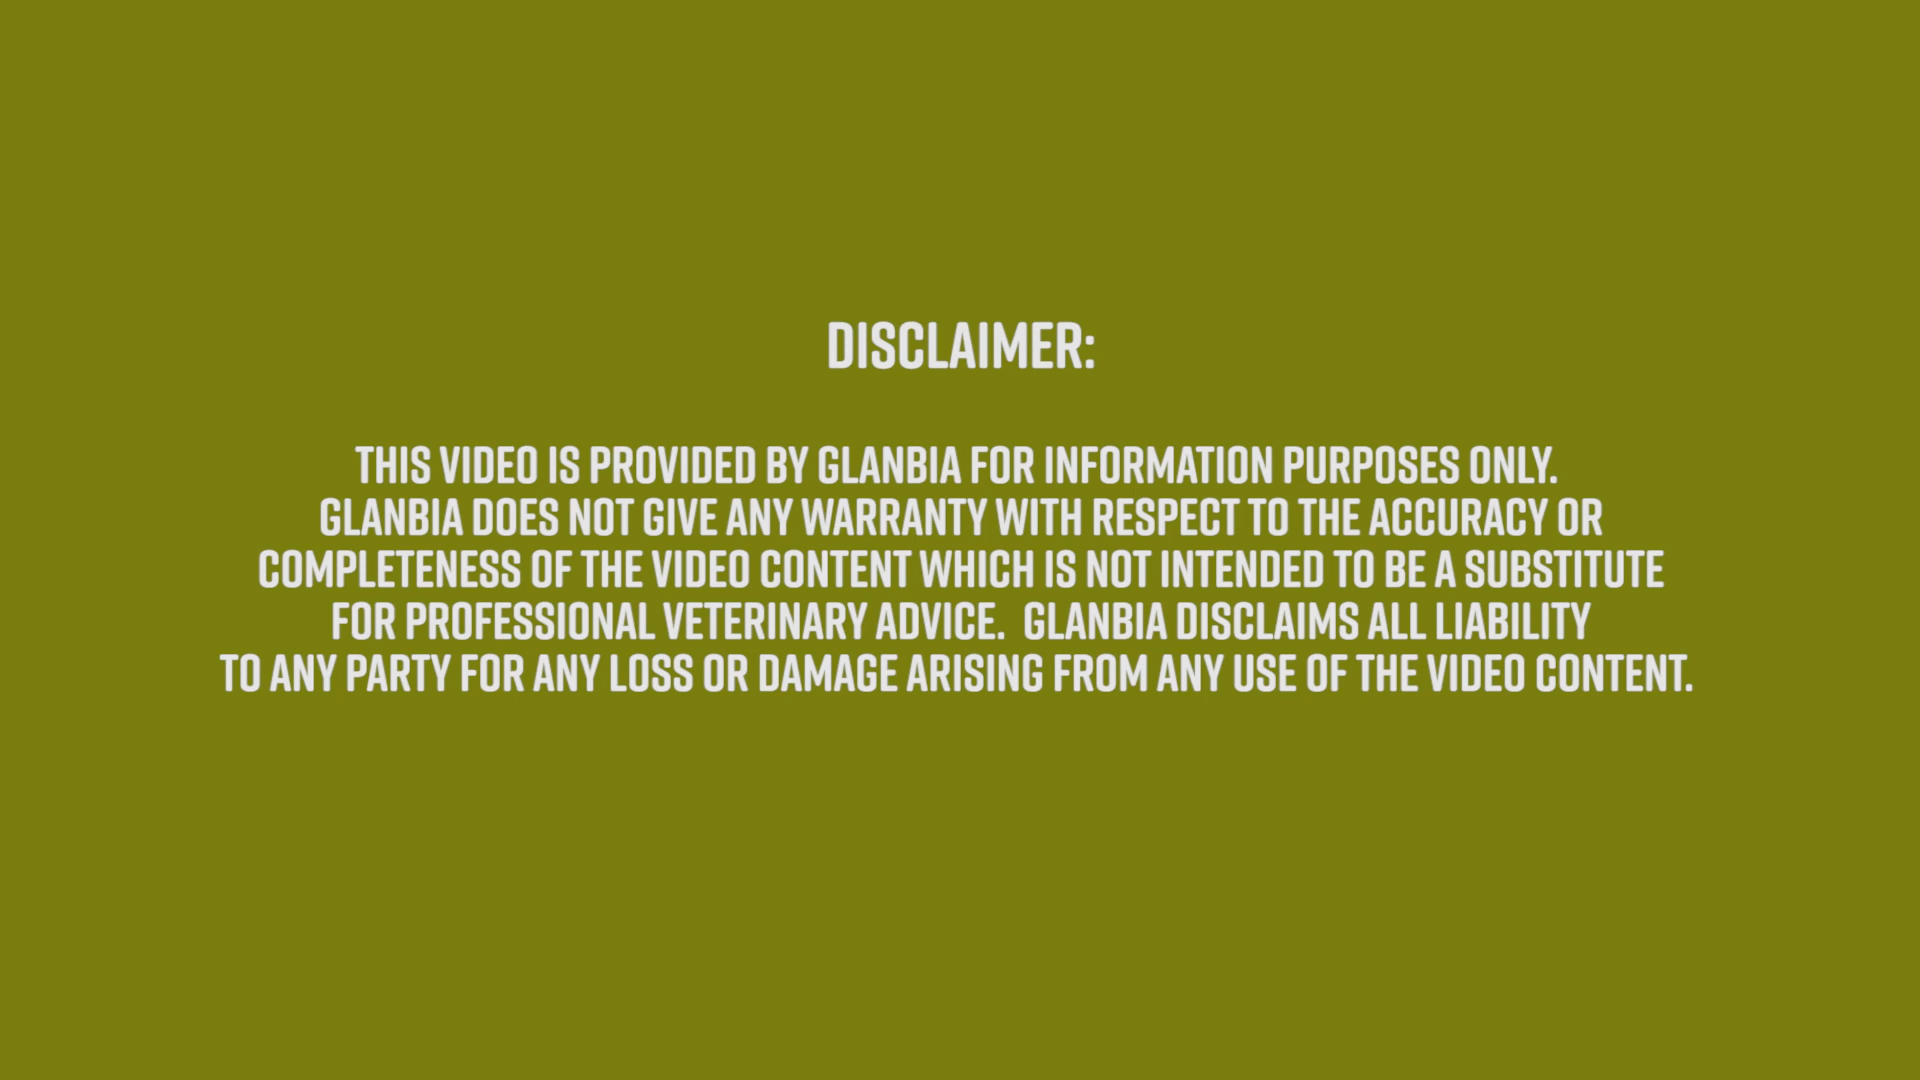 DISCLAIMER:
THIS VIDEO IS PROVIDED BY GLANBIA FOR INFORMATION PURPOSES ONLY.
GLANBIA DOES NOT GIVE ANY WARRANTY WITH RESPECT TO THE ACCURACY OR
COMPLETENESS OF THE VIDEO CONTENT WHICH IS NOT INTENDED TO BE A SUBSTITUTE
FOR PROFESSIONAL VETERINARY ADVICE.  GLANBIA DISCLAIMS ALL LIABILITY
TO ANY PARTY FOR ANY LOSS OR DAMAGE ARISING FROM ANY USE OF THE VIDEO CONTENT.